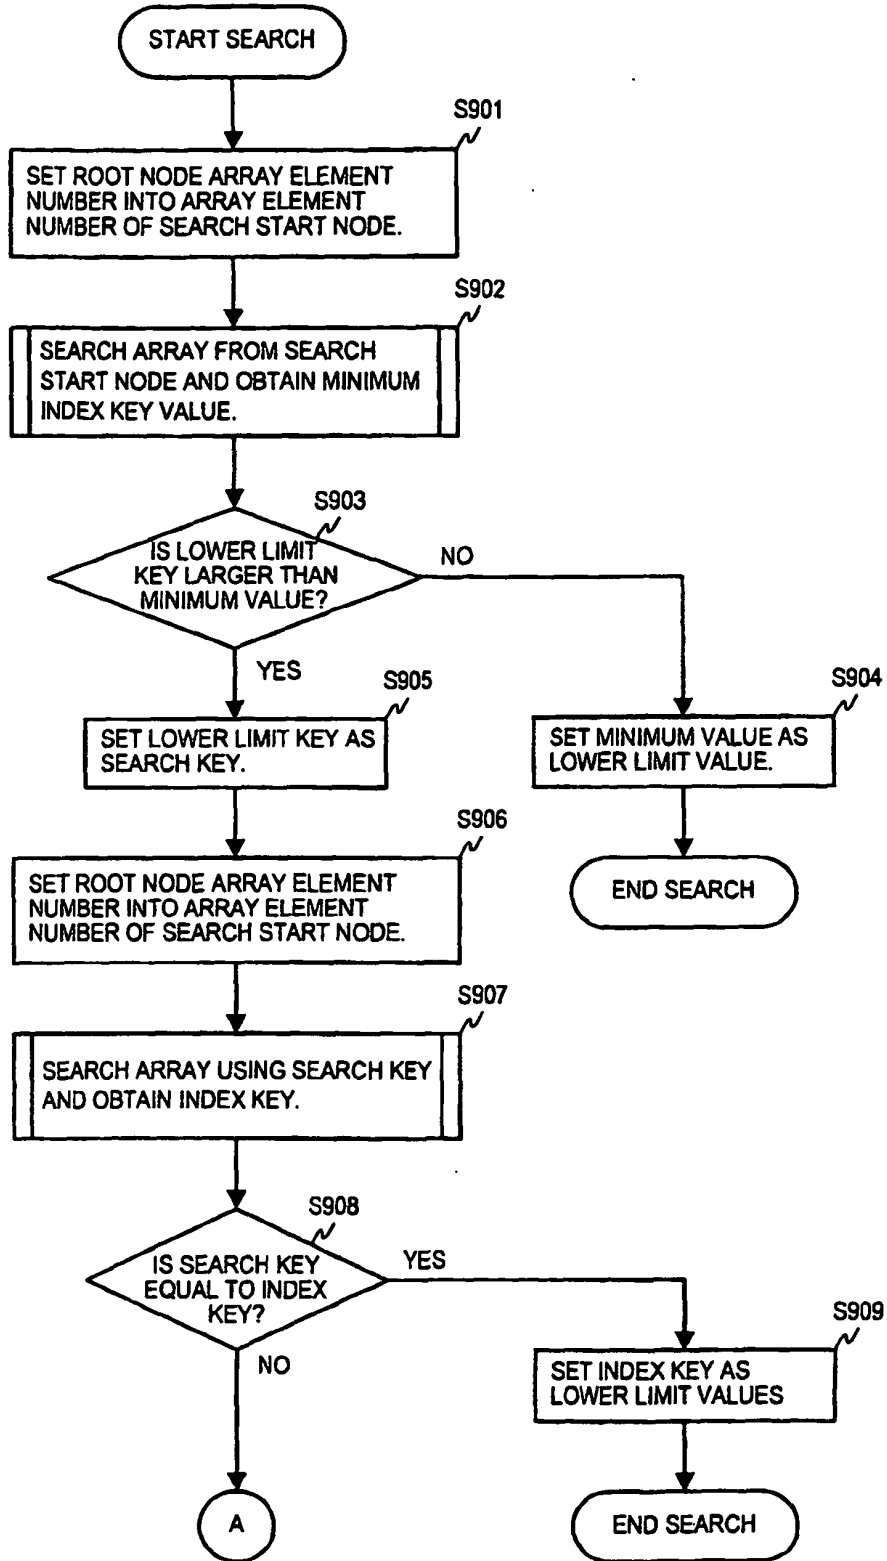 START SEARCH
S901
SET ROOT NODE ARRAY ELEMENT
NUMBER INTO ARRAY ELEMENT
NUMBER OF SEARCH START NODE.
S902
SEARCH ARRAY FROM SEARCH
START NODE AND OBTAIN MINIMUM
INDEX KEY VALUE.
S903
IS LOWER LIMIT
KEY LARGER THAN
MINIMUM VALUE?
NO
YES
S905
SET LOWER LIMIT KEY AS
SEARCH KEY.
S904
SET MINIMUM VALUE AS
LOWER LIMIT VALUE.
END SEARCH
S906
SET ROOT NODE ARRAY ELEMENT
NUMBER INTO ARRAY ELEMENT
NUMBER OF SEARCH START NODE.
S907
SEARCH ARRAY USING SEARCH KEY
AND OBTAIN INDEX KEY.
S908
IS SEARCH KEY
EQUAL TO INDEX
KEY?
YES
NO
S909
SET INDEX KEY AS
LOWER LIMIT VALUES
END SEARCH
A